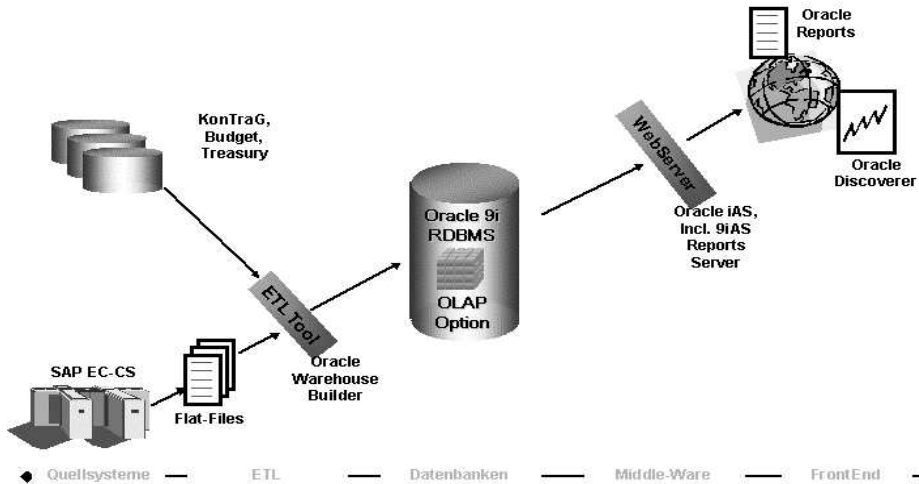 Oracle
Reports
KonTraG,
Budget,
Treasury
WebServer
Oracle
Discoverer
Oracle 9i
RDBMS
OLAP
Option
Oracle iAS,
Incl. 9iAS
Reports
Server
ETL Tool
Oracle
Warehouse
Builder
SAP EC-CS
Flat-Files
Quellsysteme
ETL
Datenbanken
Middle-Ware
FrontEnd